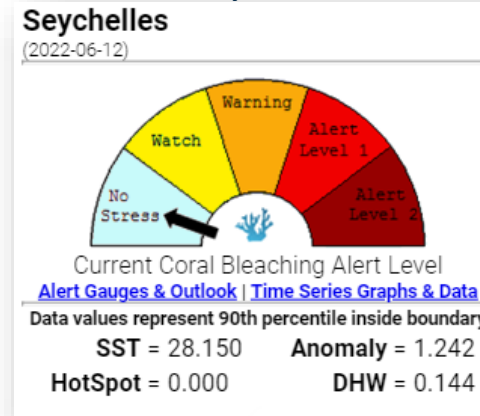 Seychelles
(2022-06-12)
Warning
Watch
Alert
Level 1
No
Stress
Alert
Level 2
Current Coral Bleaching Alert Level
Alert Gauges & Outlook | Time Series Graphs & Data
Data values represent 90th percentile inside boundary
SST = 28.150 Anomaly = 1.242
HotSpot = 0.000 DHW = 0.144